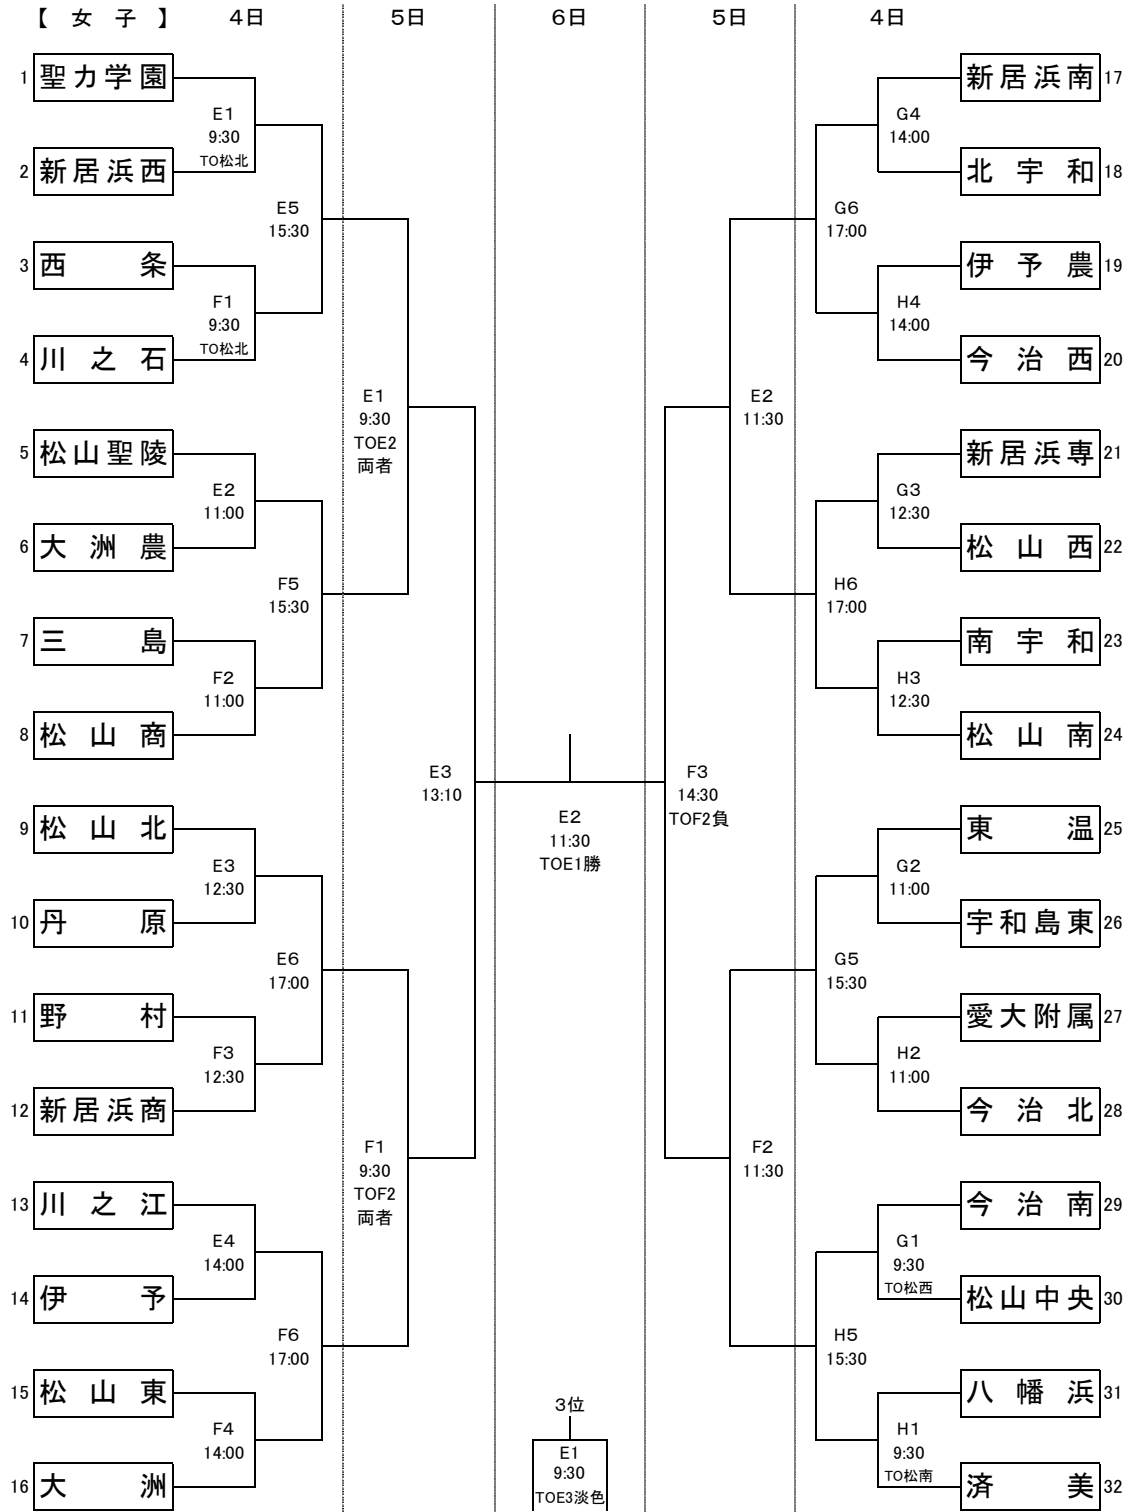 【 女 子 】 4日 5日 6日 5日 4日
1 聖カ学園
E1
9:30
TO松北
2 新居浜西
E5
15:30
3 西 条
F1
9:30
TO松北
4 川 之 石
E1
9:30
TOE2
両者
5 松山聖陵
E2
11:00
6 大 洲 農
F5
15:30
7 三 島
F2
11:00
8 松 山 商
E3
13:10
9 松 山 北
E3
12:30
10 丹 原
E6
17:00
11 野 村
F3
12:30
12 新居浜商
F1
9:30
TOF2
両者
13 川 之 江
E4
14:00
14 伊 予
F6
17:00
15 松 山 東
F4
14:00
16 大 洲
E2
11:30
TOE1勝
3位
E1
9:30
TOE3淡色
新居浜南 17
G4
14:00
北 宇 和 18
G6
17:00
伊 予 農 19
H4
14:00
今 治 西 20
E2
11:30
新居浜専 21
G3
12:30
松 山 西 22
H6
17:00
南 宇 和 23
H3
12:30
松 山 南 24
F3
14:30
TOF2負
東 温 25
G2
11:00
宇和島東 26
G5
15:30
愛大附属 27
H2
11:00
今 治 北 28
F2
11:30
今 治 南 29
G1
9:30
TO松西
松山中央 30
H5
15:30
八 幡 浜 31
H1
9:30
TO松南
済 美 32